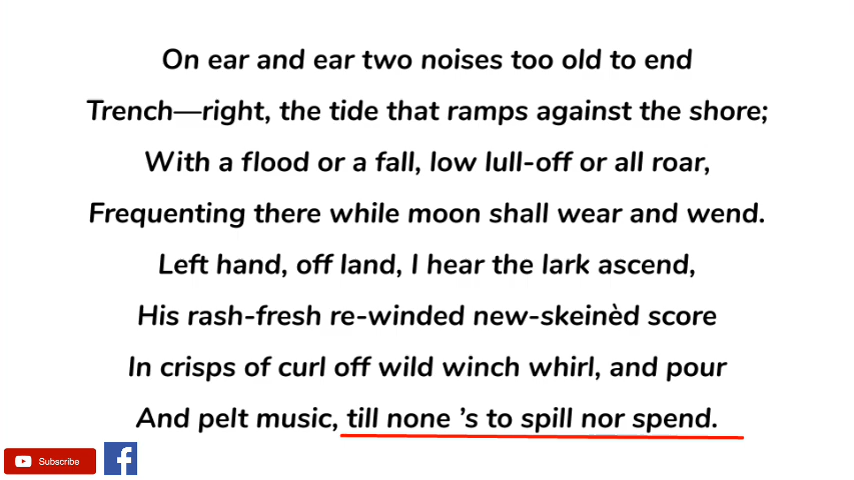 On ear and ear two noises too old to end
Trench—right, the tide that ramps against the shore;
With a flood or a fall, low lull-off or all roar,
Frequenting there while moon shall wear and wend.
Left hand, off land, I hear the lark ascend,
His rash-fresh re-winded new-skeinèd score
In crisps of curl off wild winch whirl, and pour
And pelt music, till none ’s to spill nor spend.
Subscribe